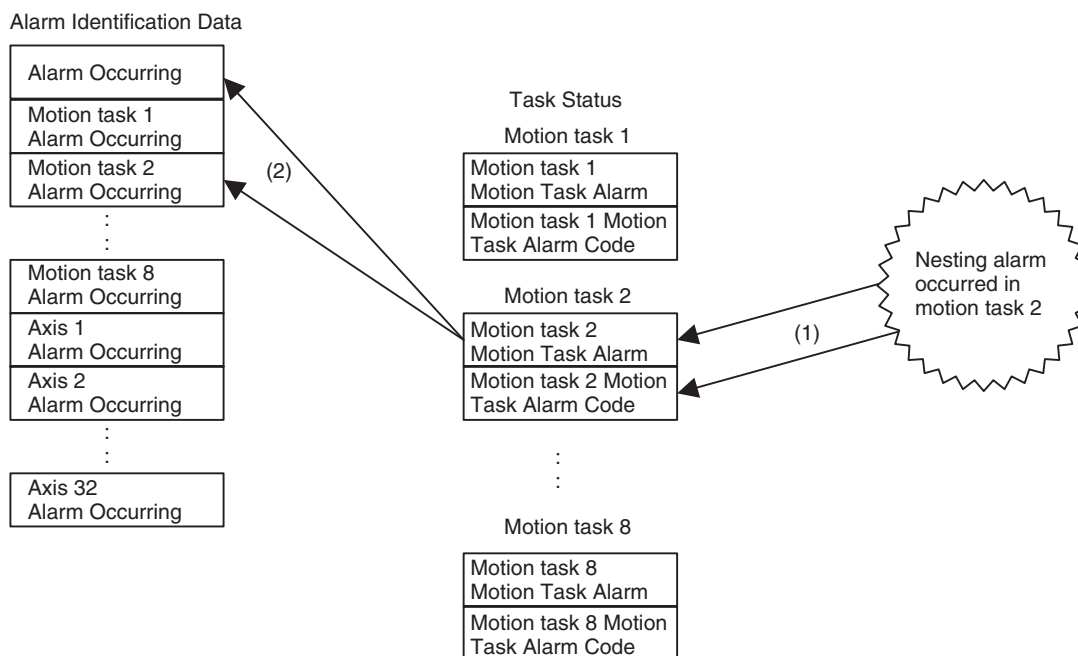 Alarm Identification Data
Alarm Occurring
Motion task 1
Alarm Occurring
Motion task 2
Alarm Occurring
Motion task 8
Alarm Occurring
Axis 1
Alarm Occurring
Axis 2
Alarm Occurring
Axis 32
Alarm Occurring
(2)
Task Status
Motion task 1
Motion task 1
Motion Task Alarm
Motion task 1 Motion
Task Alarm Code
Motion task 2
Motion task 2
Motion Task Alarm
Motion task 2 Motion
Task Alarm Code
Motion task 8
Motion task 8
Motion Task Alarm
Motion task 8 Motion
Task Alarm Code
(1)
Nesting alarm
occurred in
motion task 2